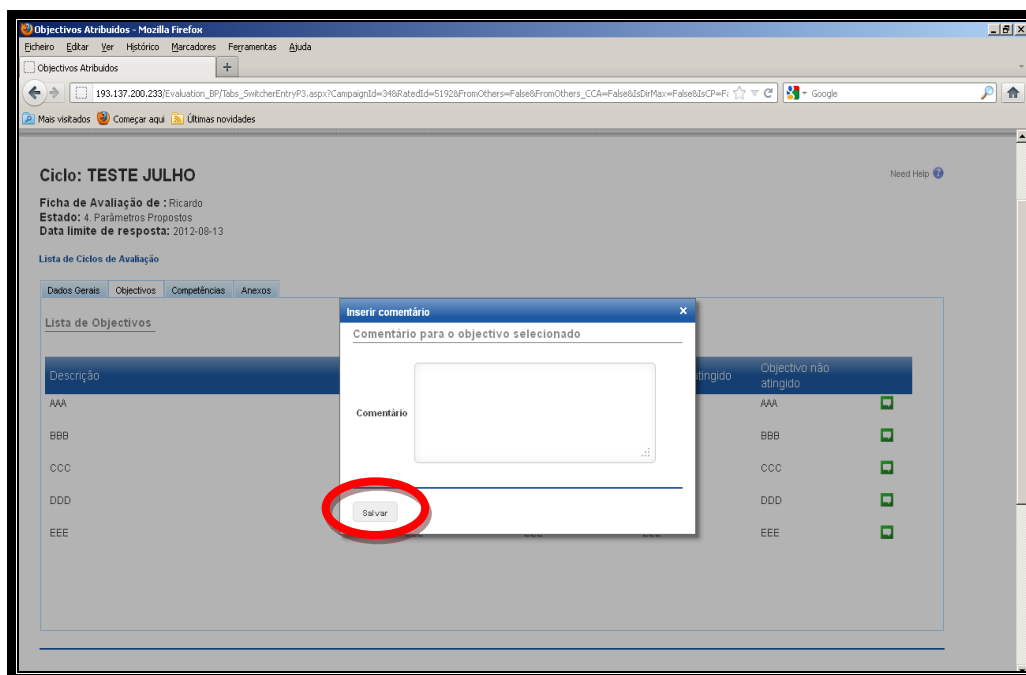 Objectivos Atribuidos - Mozilla Firefox
Ficheiro Editar Ver Histórico Marcadores Ferramentas Ajuda
Objectivos Atribuidos +
193.137.200.233/Evaluation_BP/Tabs_SwitcherEntryP3.aspx?CampaignId=34&RatedId=5192&FromOthers=False&FromOthers_CCA=False&IsDirMax=False&IsCP=Fa Google
Mais visitados Começar aqui Últimas novidades
Ciclo: TESTE JULHO
Need Help ?
Ficha de Avaliação de : Ricardo
Estado: 4. Parâmetros Propostos
Data limite de resposta: 2012-08-13
Lista de Ciclos de Avaliação
Dados Gerais Objectivos Competências Anexos
Inserir comentário x
Lista de Objectivos
Comentário para o objectivo selecionado
Descrição
atingido
Objectivo não
atingido
AAA AAA
Comentário
BBB BBB
CCC CCC
DDD DDD
Salvar
EEE EEE EEE EEE EEE